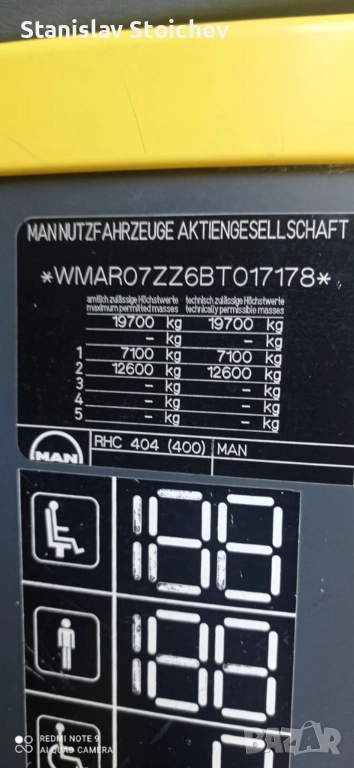 Stanislav Stoichev
MAN NUTZFAHRZEUGE AKTIENGESELLSCHAFT
*WMAR07ZZ6BT017178*
amtlich zulässige Höchstwerte technisch zulässige Höchstwerte
maximum permitted masses technically permissible masses
19700 kg 19700 kg
- kg - kg
1 7100 kg 7100 kg
2 12600 kg 12600 kg
3 - kg - kg
4 - kg - kg
5 - kg - kg
MAN RHC 404 (400) MAN
REDMI NOTE 9
AI QUAD CAMERA
BAZAR